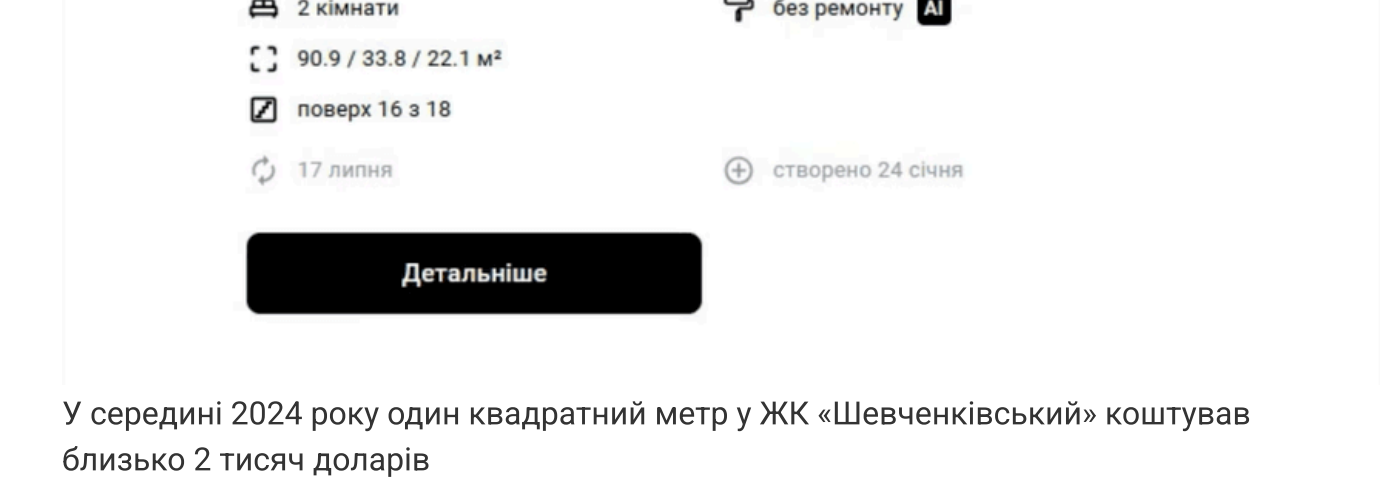 2 кімнати
без ремонту AI
90.9 / 33.8 / 22.1 м²
поверх 16 з 18
17 липня
створено 24 січня
Детальніше
У середині 2024 року один квадратний метр у ЖК «Шевченківський» коштував
близько 2 тисяч доларів